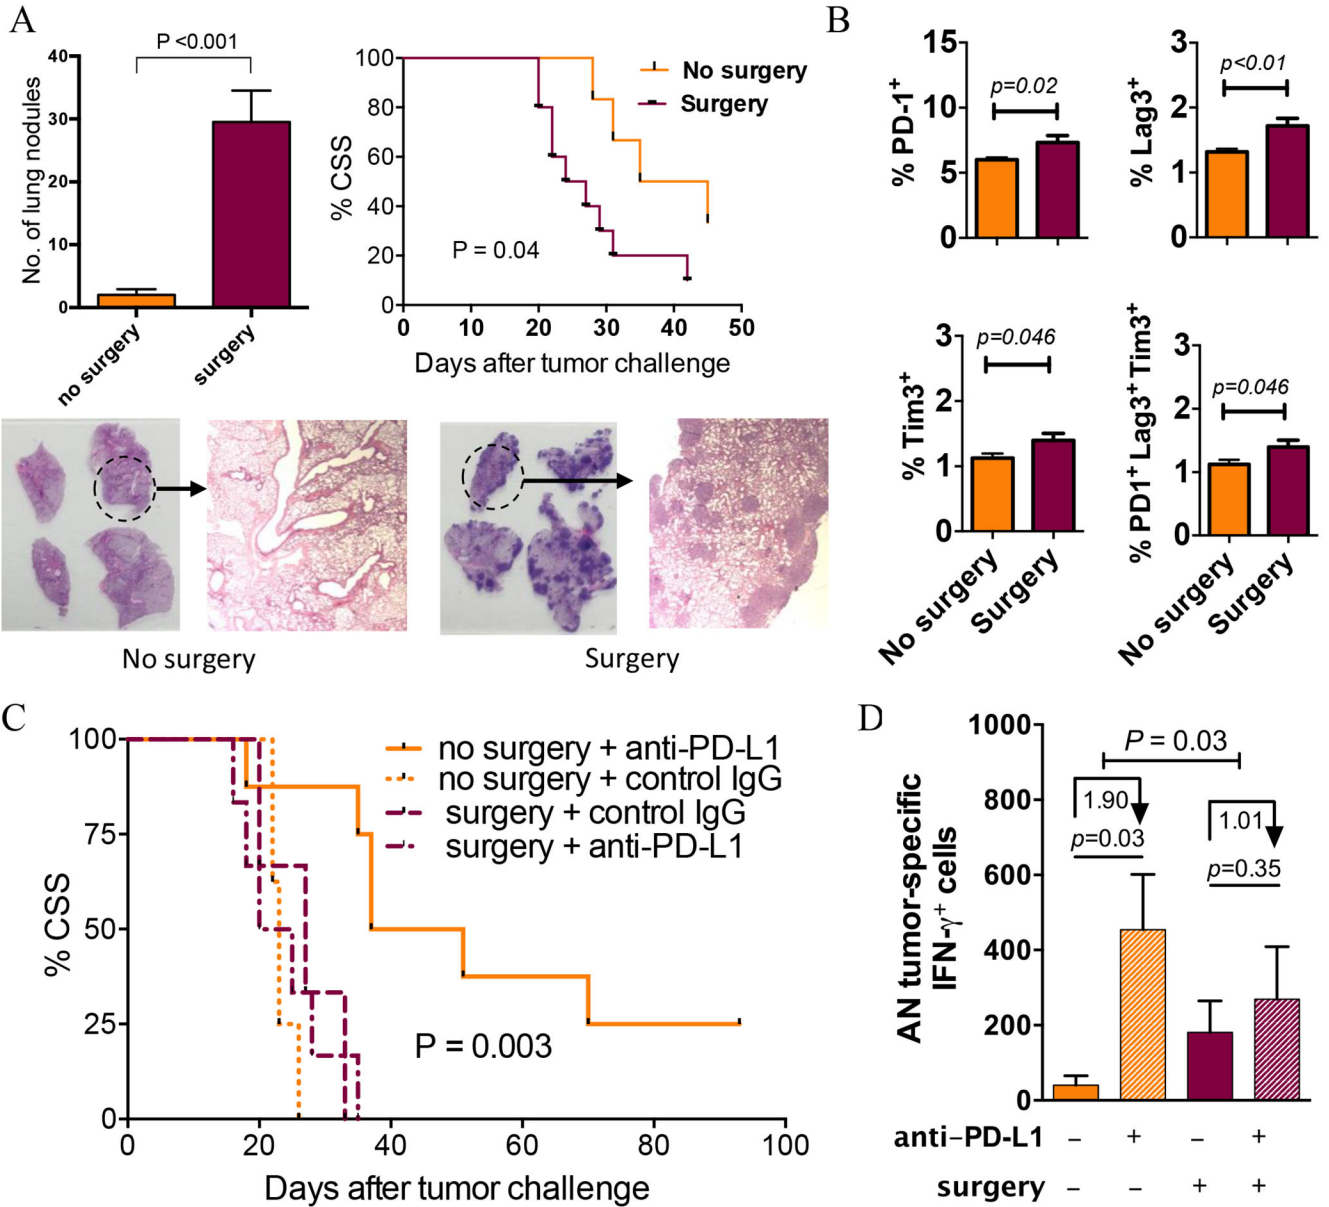 A
P <0.001
No. of lung nodules
40
30
20
10
0
no surgery
surgery
% CSS
100
80
60
40
20
0
No surgery
Surgery
P = 0.04
0 10 20 30 40 50
Days after tumor challenge
No surgery
Surgery
B
% PD-1+
15
10
5
0
p=0.02
% Lag3+
3
2
1
0
p<0.01
% Tim3+
3
2
1
0
p=0.046
No surgery
Surgery
% PD1+ Lag3+ Tim3+
3
2
1
0
p=0.046
No surgery
Surgery
C
% CSS
100
75
50
25
0
no surgery + anti-PD-L1
no surgery + control IgG
surgery + control IgG
surgery + anti-PD-L1
P = 0.003
0 20 40 60 80 100
Days after tumor challenge
D
AN tumor-specific
IFN-γ+ cells
1000
800
600
400
200
0
P = 0.03
1.90
p=0.03
1.01
p=0.35
anti-PD-L1 – + – +
surgery – – + +